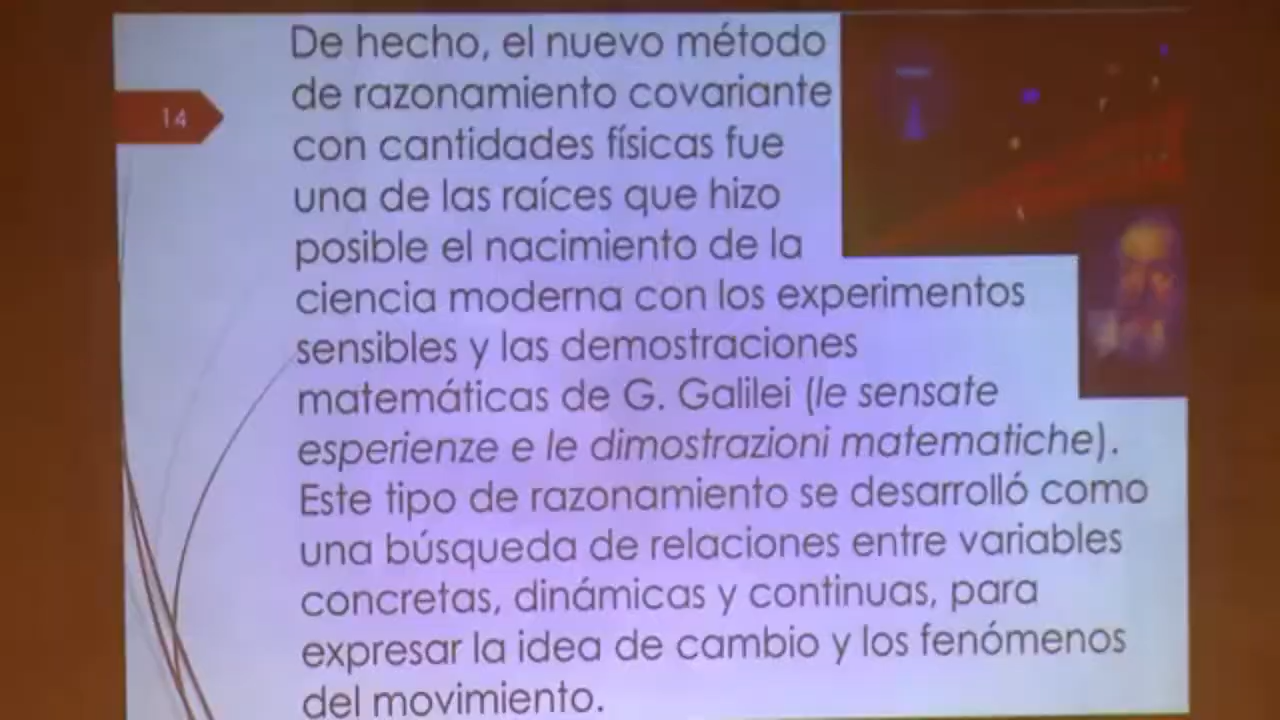 14
De hecho, el nuevo método
de razonamiento covariante
con cantidades físicas fue
una de las raíces que hizo
posible el nacimiento de la
ciencia moderna con los experimentos
sensibles y las demostraciones
matemáticas de G. Galilei (le sensate
esperienze e le dimostrazioni matematiche).
Este tipo de razonamiento se desarrolló como
una búsqueda de relaciones entre variables
concretas, dinámicas y continuas, para
expresar la idea de cambio y los fenómenos
del movimiento.